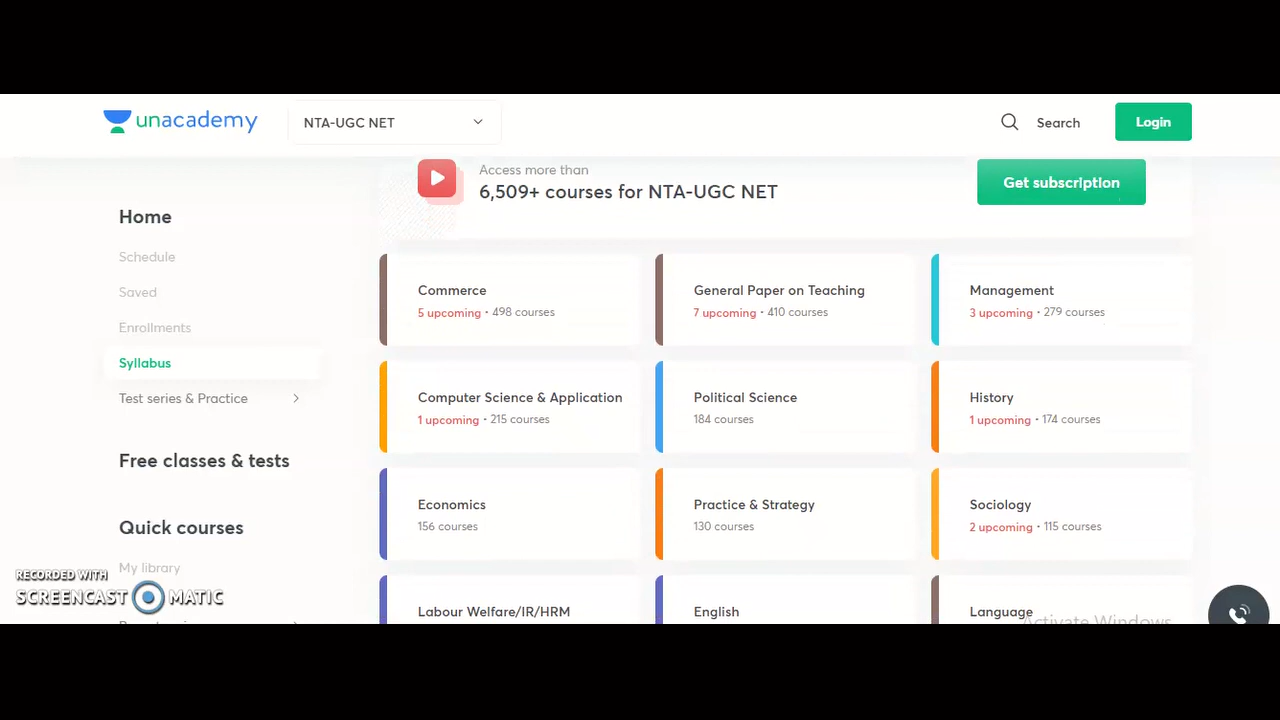 unacademy
NTA-UGC NET
Search
Login
Access more than
6,509+ courses for NTA-UGC NET
Get subscription
Home
Schedule
Saved
Enrollments
Syllabus
Test series & Practice
Free classes & tests
Quick courses
My library
Commerce
5 upcoming • 498 courses
General Paper on Teaching
7 upcoming • 410 courses
Management
3 upcoming • 279 courses
Computer Science & Application
1 upcoming • 215 courses
Political Science
184 courses
History
1 upcoming • 174 courses
Economics
156 courses
Practice & Strategy
130 courses
Sociology
2 upcoming • 115 courses
Labour Welfare/IR/HRM
English
Language
Activate Windows
RECORDED WITH
SCREENCAST MATIC